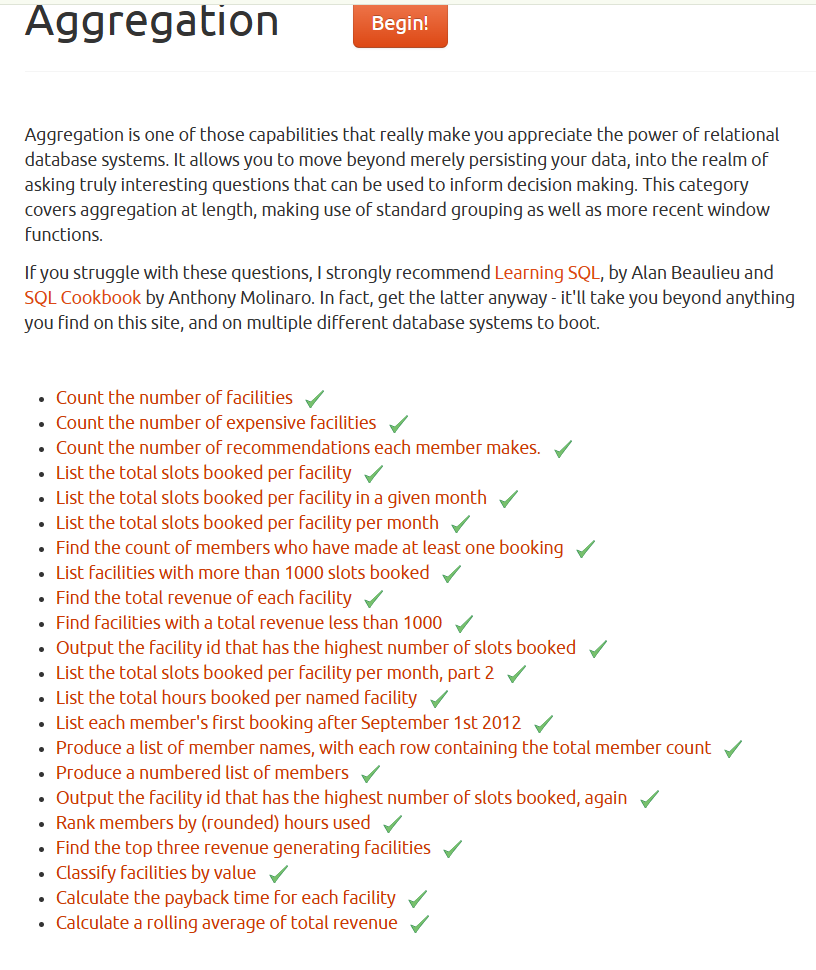 Aggregation
Begin!
Aggregation is one of those capabilities that really make you appreciate the power of relational
database systems. It allows you to move beyond merely persisting your data, into the realm of
asking truly interesting questions that can be used to inform decision making. This category
covers aggregation at length, making use of standard grouping as well as more recent window
functions.
If you struggle with these questions, I strongly recommend Learning SQL, by Alan Beaulieu and
SQL Cookbook by Anthony Molinaro. In fact, get the latter anyway - it'll take you beyond anything
you find on this site, and on multiple different database systems to boot.
Count the number of facilities
Count the number of expensive facilities
Count the number of recommendations each member makes.
List the total slots booked per facility
List the total slots booked per facility in a given month
List the total slots booked per facility per month
Find the count of members who have made at least one booking
List facilities with more than 1000 slots booked
Find the total revenue of each facility
Find facilities with a total revenue less than 1000
Output the facility id that has the highest number of slots booked
List the total slots booked per facility per month, part 2
List the total hours booked per named facility
List each member's first booking after September 1st 2012
Produce a list of member names, with each row containing the total member count
Produce a numbered list of members
Output the facility id that has the highest number of slots booked, again
Rank members by (rounded) hours used
Find the top three revenue generating facilities
Classify facilities by value
Calculate the payback time for each facility
Calculate a rolling average of total revenue